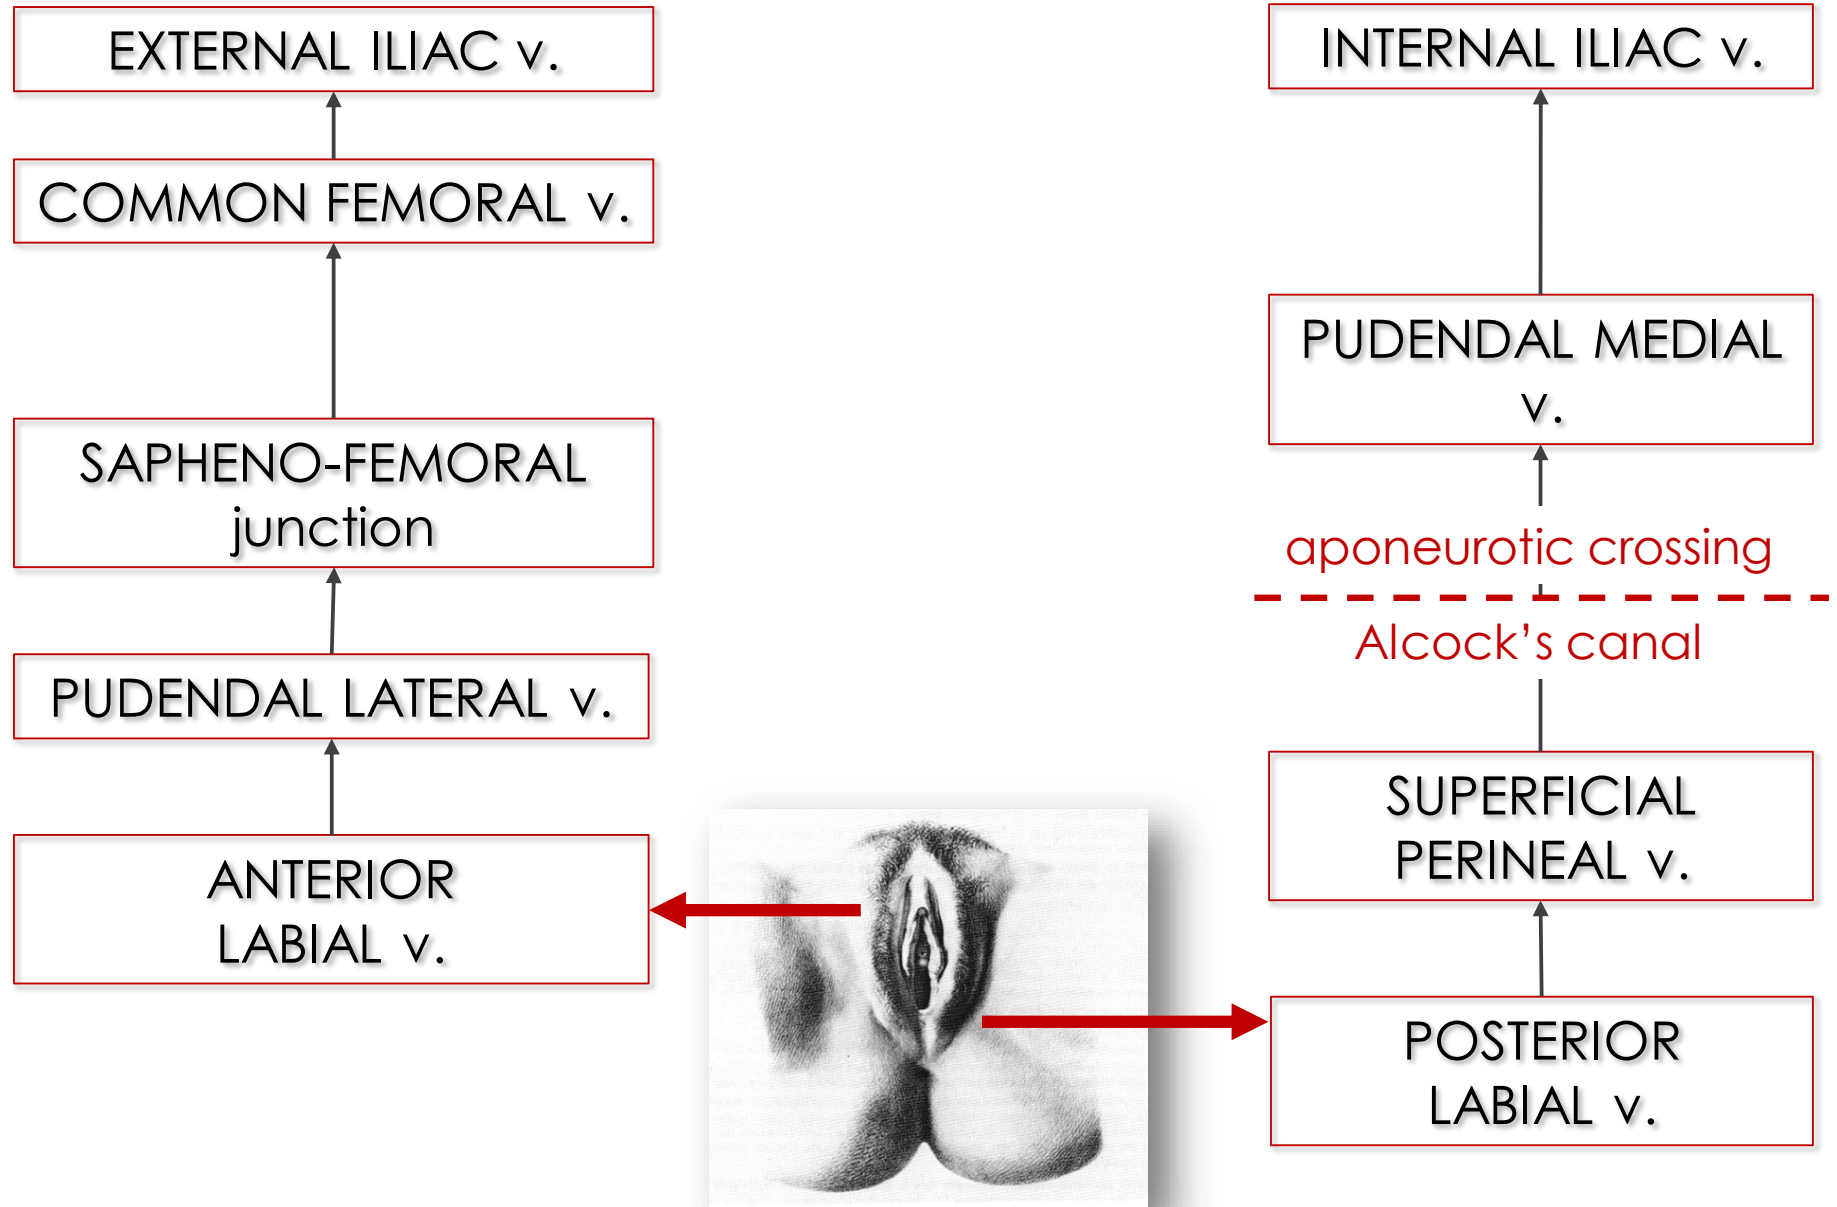 EXTERNAL ILIAC v.
COMMON FEMORAL v.
SAPHENO-FEMORAL
junction
PUDENDAL LATERAL v.
ANTERIOR
LABIAL v.
INTERNAL ILIAC v.
PUDENDAL MEDIAL
v.
aponeurotic crossing
Alcock’s canal
SUPERFICIAL
PERINEAL v.
POSTERIOR
LABIAL v.